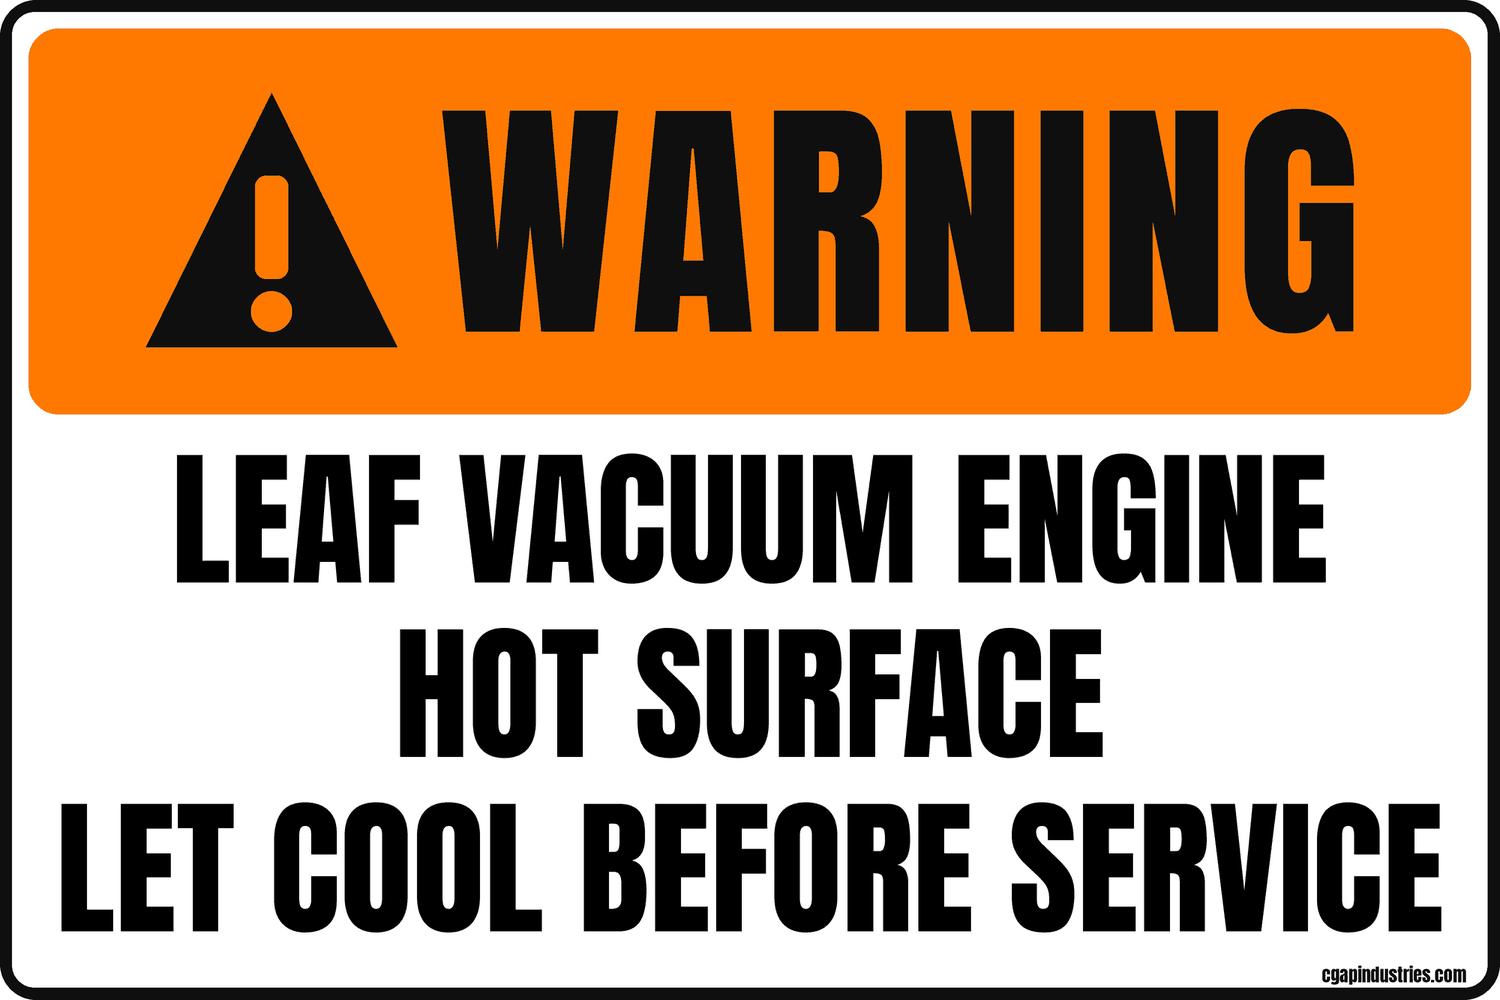 WARNING
LEAF VACUUM ENGINE
HOT SURFACE
LET COOL BEFORE SERVICE
cgapindustries.com